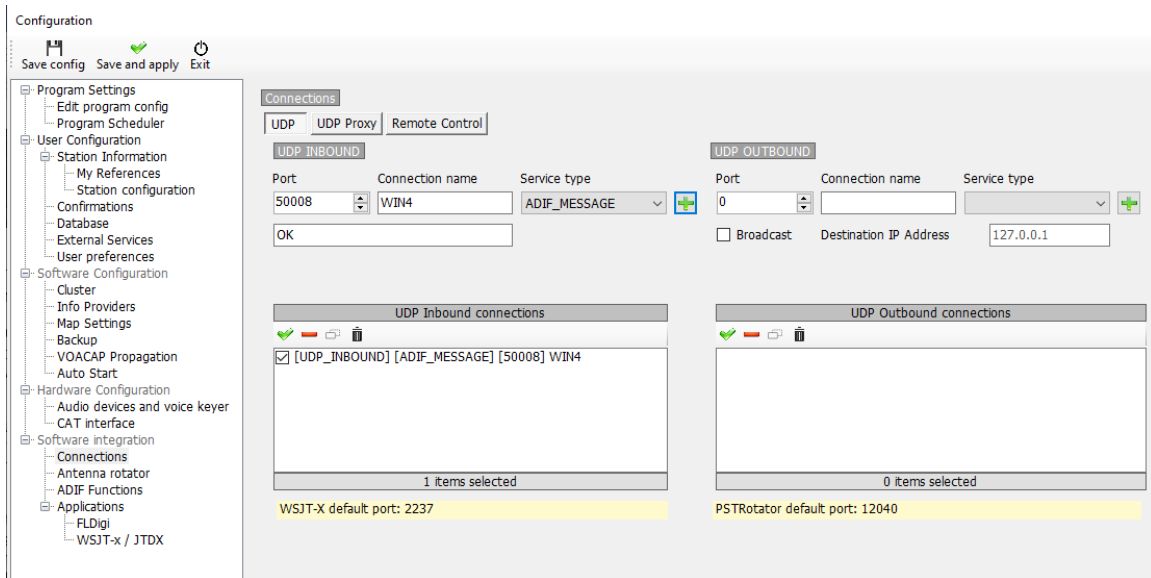 Configuration
Save config Save and apply Exit
Program Settings
Edit program config
Program Scheduler
User Configuration
Station Information
My References
Station configuration
Confirmations
Database
External Services
User preferences
Software Configuration
Cluster
Info Providers
Map Settings
Backup
VOACAP Propagation
Auto Start
Hardware Configuration
Audio devices and voice keyer
CAT interface
Software integration
Connections
Antenna rotator
ADIF Functions
Applications
FLDigi
WSJT-x / JTDX
Connections
UDP UDP Proxy Remote Control
UDP INBOUND
Port Connection name Service type
50008 WIN4 ADIF_MESSAGE
OK
UDP Inbound connections
[UDP_INBOUND] [ADIF_MESSAGE] [50008] WIN4
1 items selected
WSJT-X default port: 2237
UDP OUTBOUND
Port Connection name Service type
0
Broadcast Destination IP Address 127.0.0.1
UDP Outbound connections
0 items selected
PSTRotator default port: 12040